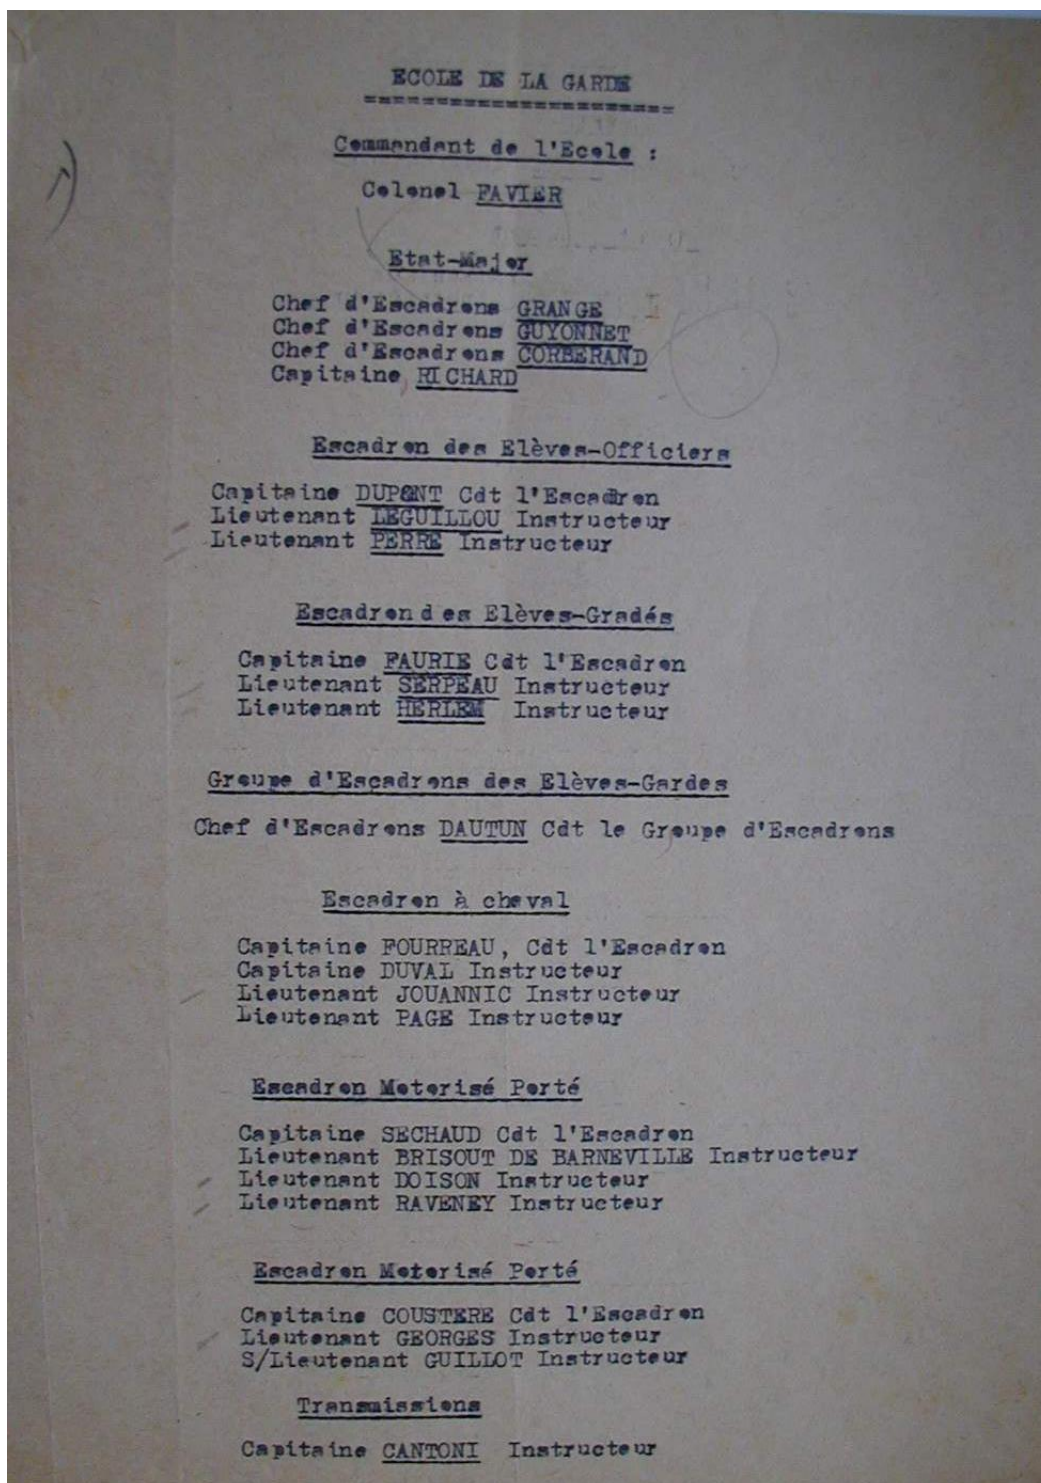 ECOLE DE LA GARDE
=======================
Commandant de l'Ecole :
Colonel FAVIER
Etat-Major
Chef d'Escadrons GRANGE
Chef d'Escadrons GUYONNET
Chef d'Escadrons CORBERAND
Capitaine, RICHARD
Escadron des Elèves-Officiers
Capitaine DUPONT Cdt l'Escadron
Lieutenant LEGUILLOU Instructeur
Lieutenant PERRE Instructeur
Escadron d es Elèves-Gradés
Capitaine FAURIE Cdt l'Escadron
Lieutenant SERPEAU Instructeur
Lieutenant HERLEM Instructeur
Groupe d'Escadrons des Elèves-Gardes
Chef d'Escadrons DAUTUN Cdt le Groupe d'Escadrons
Escadron à cheval
Capitaine FOURREAU, Cdt l'Escadron
Capitaine DUVAL Instructeur
Lieutenant JOUANNIC Instructeur
Lieutenant PAGE Instructeur
Escadron Motorisé Porté
Capitaine SECHAUD Cdt l'Escadron
Lieutenant BRISOUT DE BARNEVILLE Instructeur
Lieutenant DOISON Instructeur
Lieutenant RAVENEY Instructeur
Escadron Motorisé Porté
Capitaine COUSTERE Cdt l'Escadron
Lieutenant GEORGES Instructeur
S/Lieutenant GUILLOT Instructeur
Transmissions
Capitaine CANTONI Instructeur